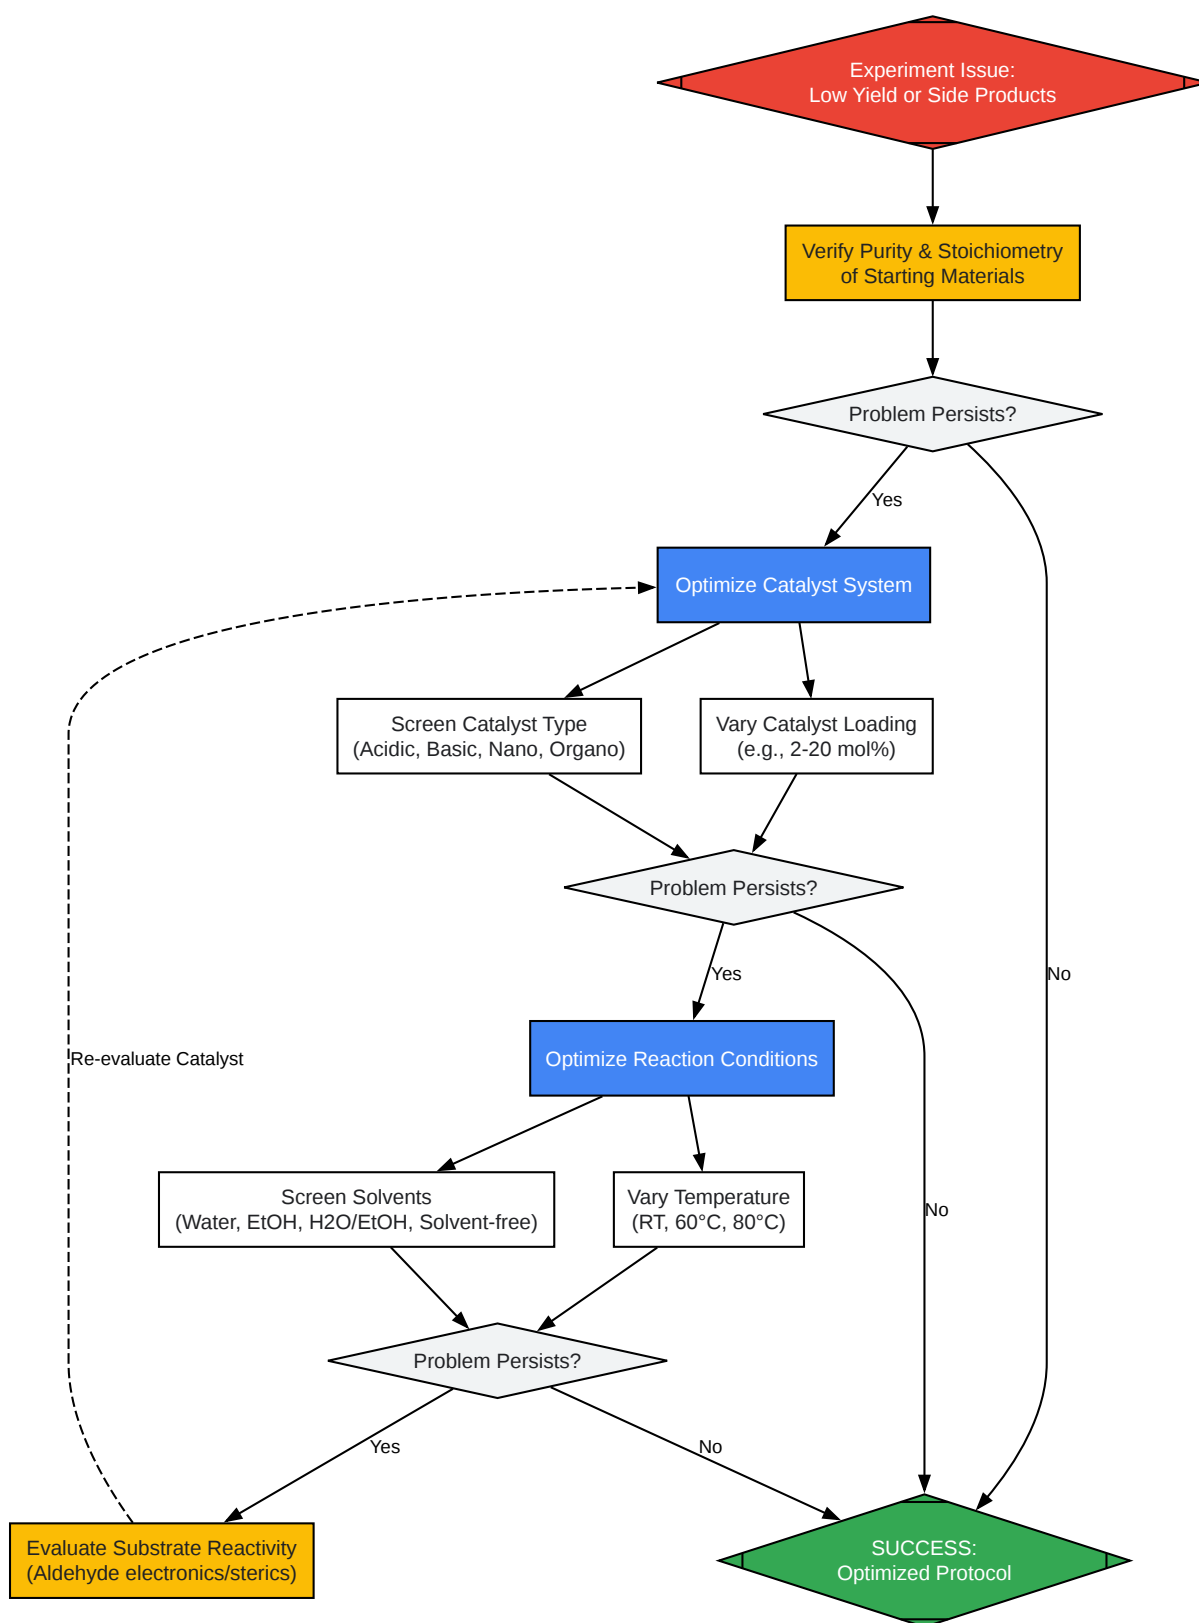 Experiment Issue:
Low Yield or Side Products
Verify Purity & Stoichiometry
of Starting Materials
Problem Persists?
Yes
Optimize Catalyst System
Screen Catalyst Type
(Acidic, Basic, Nano, Organo)
Vary Catalyst Loading
(e.g., 2-20 mol%)
Problem Persists?
Yes
No
Re-evaluate Catalyst
Optimize Reaction Conditions
Screen Solvents
(Water, EtOH, H2O/EtOH, Solvent-free)
Vary Temperature
(RT, 60°C, 80°C)
No
Problem Persists?
Yes
No
Evaluate Substrate Reactivity
(Aldehyde electronics/sterics)
SUCCESS:
Optimized Protocol